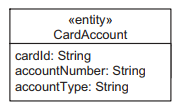 «entity»
CardAccount
cardId: String
accountNumber: String
accountType: String